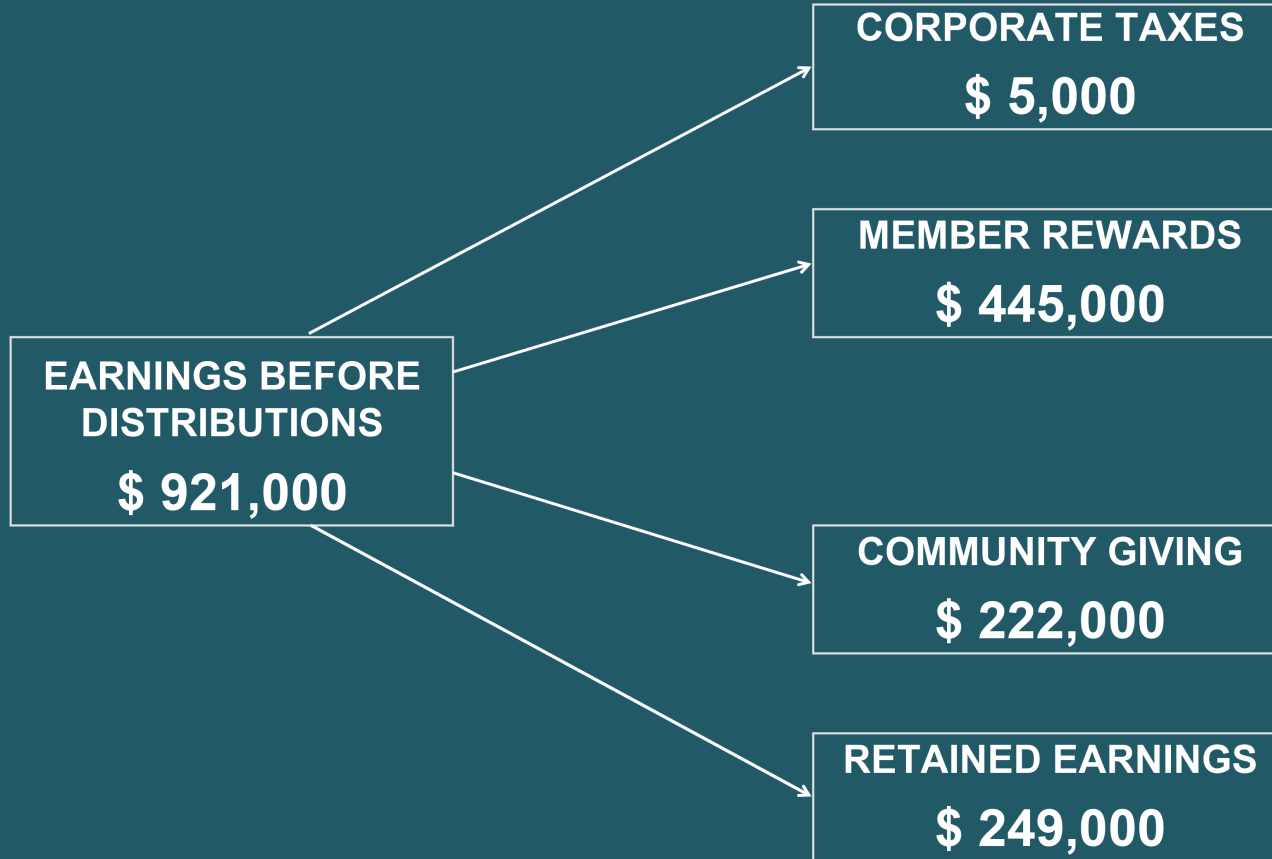 CORPORATE TAXES
$ 5,000
MEMBER REWARDS
$ 445,000
EARNINGS BEFORE
DISTRIBUTIONS
$ 921,000
COMMUNITY GIVING
$ 222,000
RETAINED EARNINGS
$ 249,000